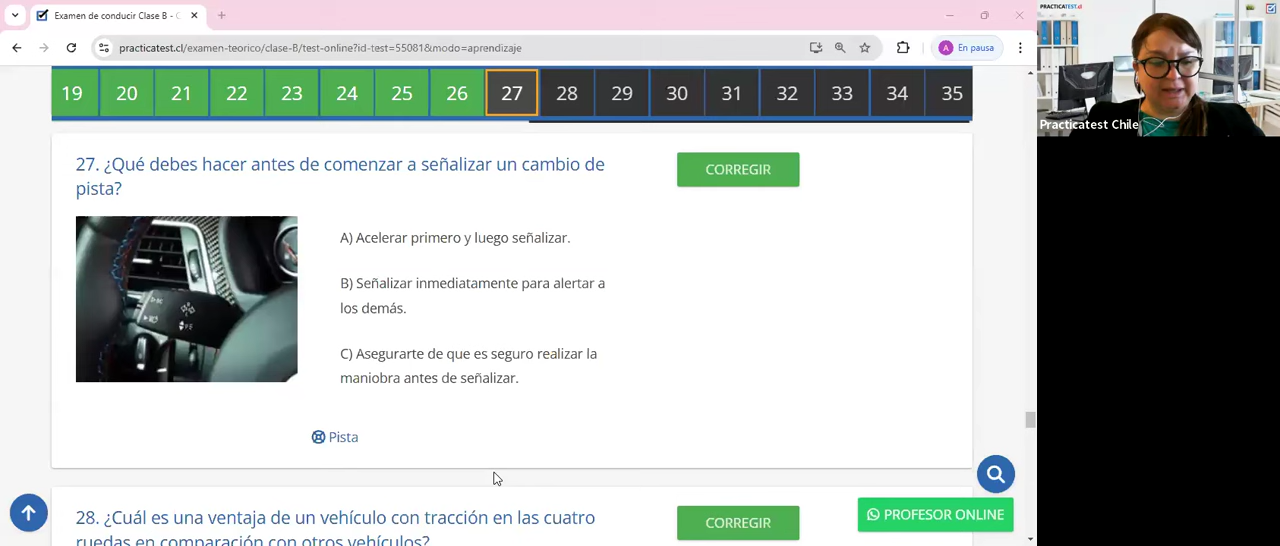 Examen de conducir Clase B - C
practicatest.cl/examen-teorico/clase-B/test-online?id-test=55081&modo=aprendizaje
A En pausa
PRACTICATEST.cl
Practicatest Chile
19 20 21 22 23 24 25 26 27 28 29 30 31 32 33 34 35
27. ¿Qué debes hacer antes de comenzar a señalizar un cambio de
pista?
CORREGIR
A) Acelerar primero y luego señalizar.
B) Señalizar inmediatamente para alertar a
los demás.
C) Asegurarte de que es seguro realizar la
maniobra antes de señalizar.
Pista
28. ¿Cuál es una ventaja de un vehículo con tracción en las cuatro
ruedas en comparación con otros vehículos?
CORREGIR
PROFESOR ONLINE